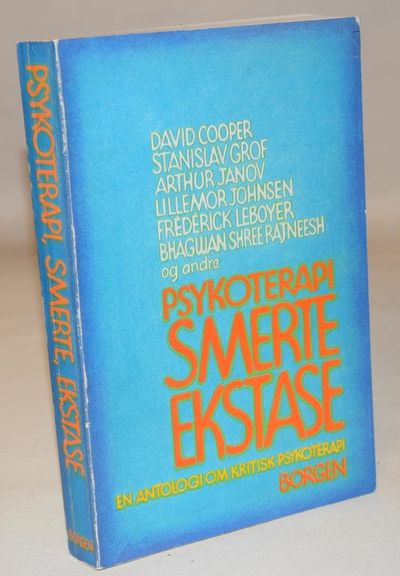 PSYKOTERAPI, SMERTE, EKSTASE
BORGEN
DAVID COOPER
STANISLAV GROF
ARTHUR JANOV
LILLEMOR JOHNSEN
FRÉDÉRICK LEBOYER
BHAGWAN SHREE RAJNEESH
og andre
PSYKOTERAPI
SMERTE
EKSTASE
EN ANTOLOGI OM KRITISK PSYKOTERAPI
BORGEN